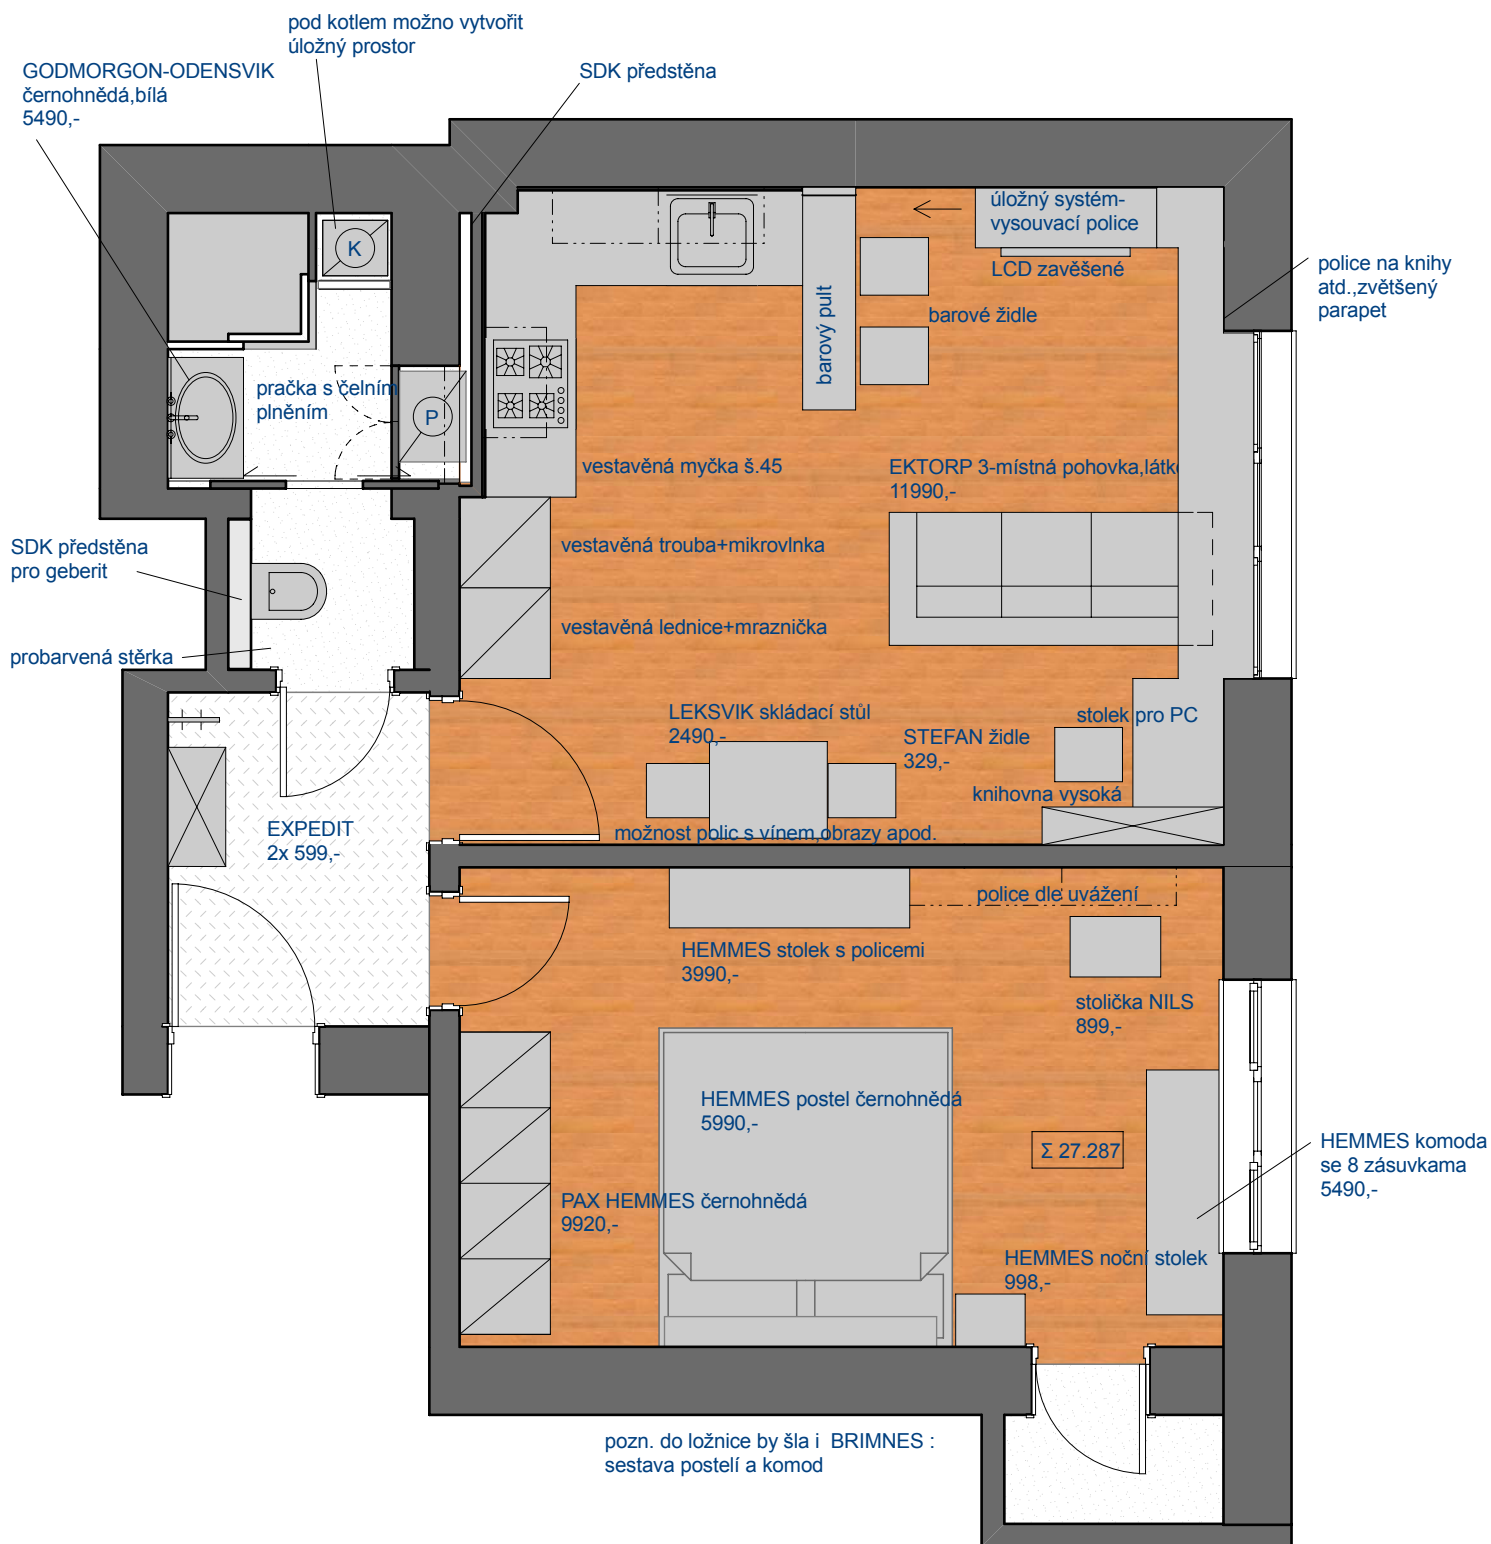 pod kotlem možno vytvořit
úložný prostor
GODMORGON-ODENSVIK
černohnědá,bílá
5490,-
SDK předstěna
K
úložný systém-
vysouvací police
LCD zavěšené
police na knihy
atd.,zvětšený
parapet
barový pult
barové židle
pračka s čelním
plněním
P
vestavěná myčka š.45
EKTORP 3-místná pohovka,látk
11990,-
SDK předstěna
pro geberit
vestavěná trouba+mikrovlnka
vestavěná lednice+mraznička
probarvená stěrka
LEKSVIK skládací stůl
2490,-
STEFAN židle
329,-
stolek pro PC
knihovna vysoká
EXPEDIT
2x 599,-
možnost polic s vínem,obrazy apod.
police dle uvážení
HEMMES stolek s policemi
3990,-
stolička NILS
899,-
HEMMES postel černohnědá
5990,-
Σ 27.287
HEMMES komoda
se 8 zásuvkama
5490,-
PAX HEMMES černohnědá
9920,-
HEMMES noční stolek
998,-
pozn. do ložnice by šla i BRIMNES :
sestava postelí a komod